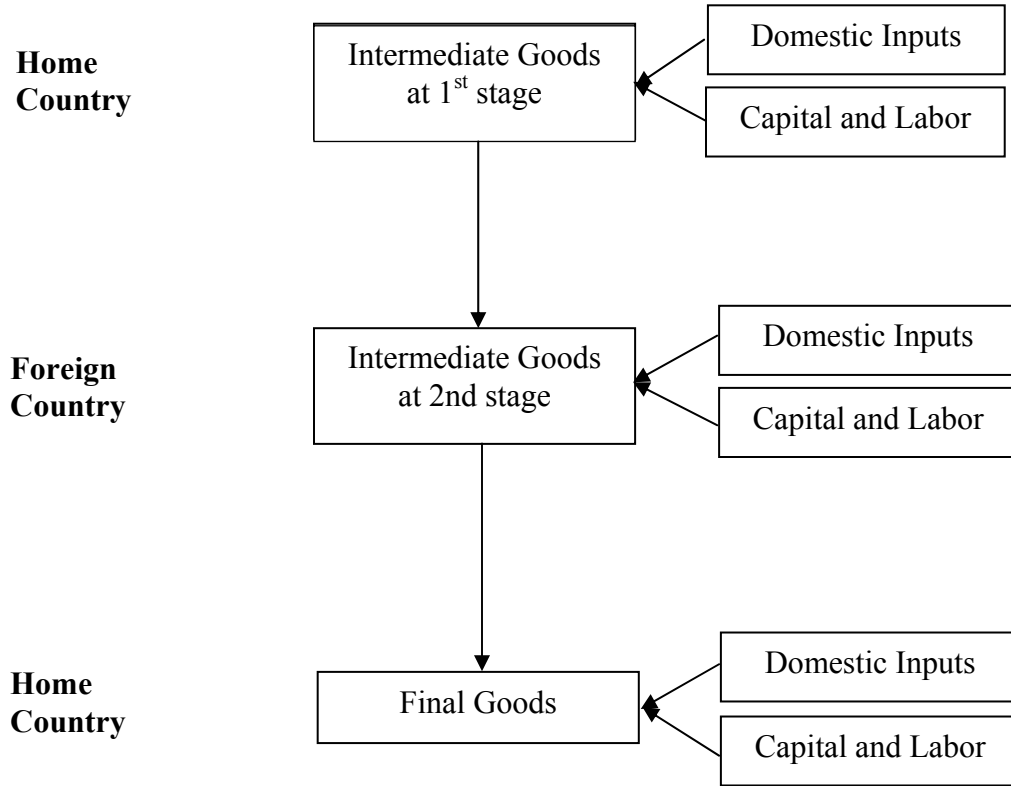 Home
Country
Intermediate Goods
at 1st stage
Domestic Inputs
Capital and Labor
Foreign
Country
Intermediate Goods
at 2nd stage
Domestic Inputs
Capital and Labor
Home
Country
Final Goods
Domestic Inputs
Capital and Labor